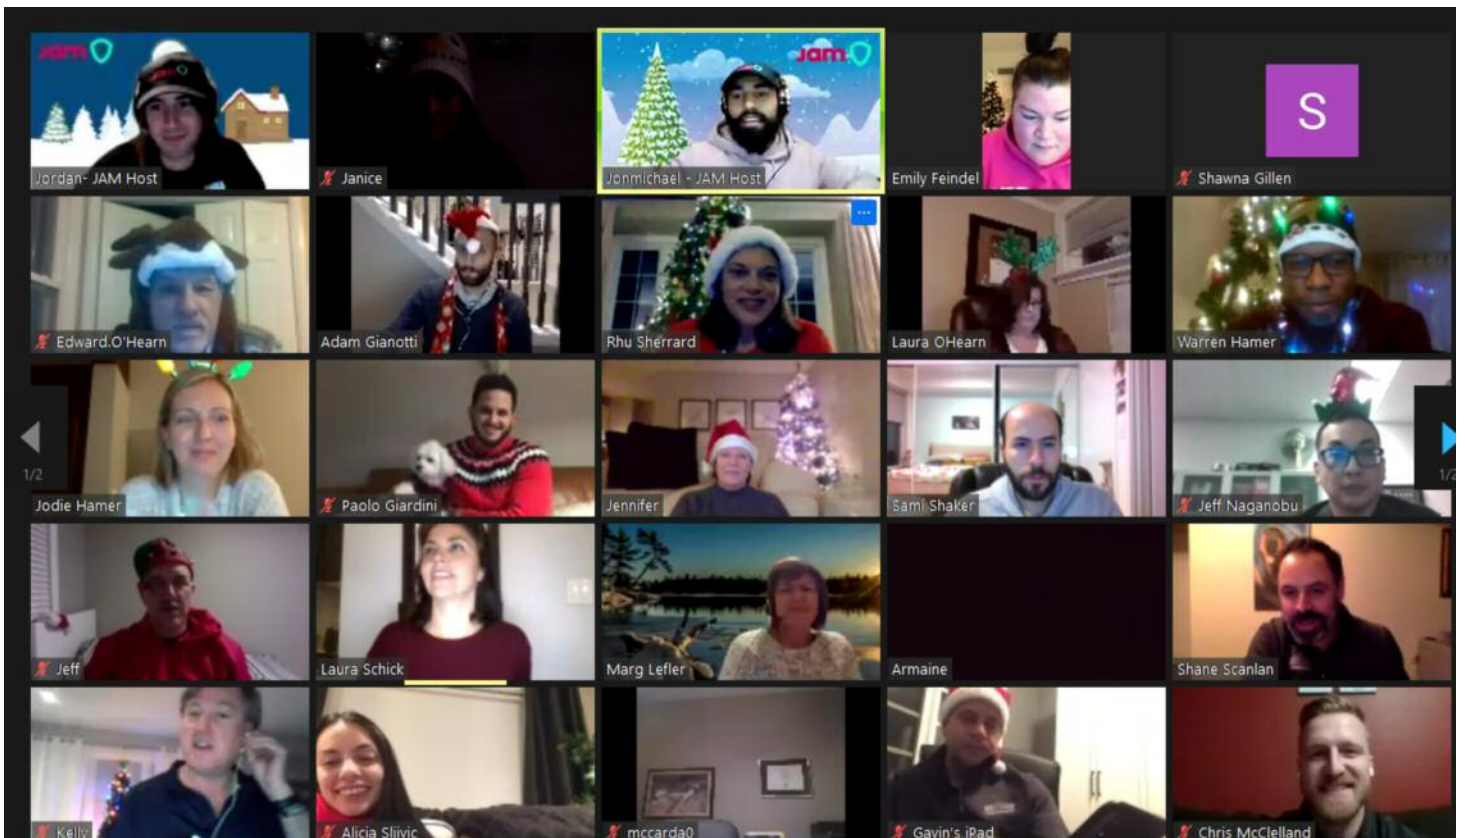 Jam
Jordan- JAM Host
Janice
Jam
Jonmichael - JAM Host
Emily Feindel
S
Shawna Gillen
Edward.O'Hearn
Adam Gianotti
Rhu Sherrard
Laura OHearn
Warren Hamer
1/2
Jodie Hamer
Paolo Giardini
Jennifer
Sami Shaker
Jeff Naganobu
1/2
Jeff
Laura Schick
Marg Lefler
Armaine
Shane Scanlan
Kelly
Alicia Sljivic
mccarda0
Gavin's iPad
Chris McClelland